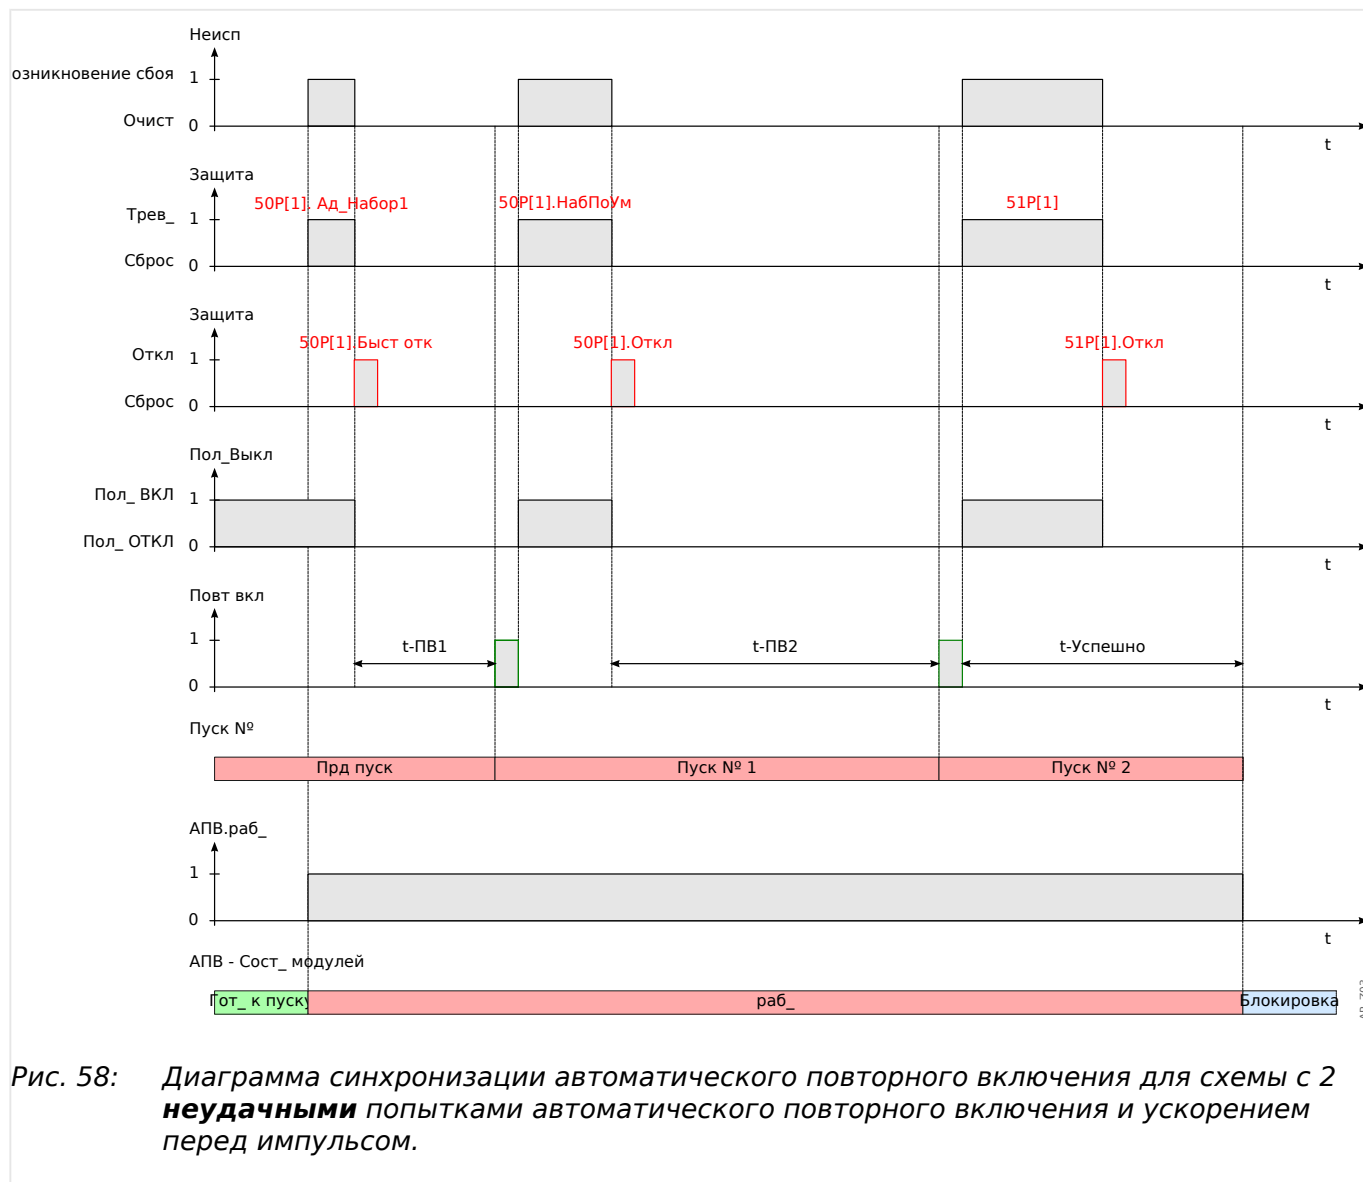 Неисп
озникновение сбоя 1
Очист 0
t
Защита
50P[1]. Ад_Набор1 50P[1].НабПоУм 51P[1]
Трев_ 1
Сброс 0
t
Защита
50P[1].Быст отк 50P[1].Откл 51P[1].Откл
Откл 1
Сброс 0
t
Пол_Выкл
Пол_ ВКЛ 1
Пол_ ОТКЛ 0
t
Повт вкл
1
t-ПВ1 t-ПВ2 t-Успешно
0
t
Пуск №
Прд пуск Пуск № 1 Пуск № 2
АПВ.раб_
1
0
t
АПВ - Сост_ модулей
Гот_ к пуску раб_ Блокировка
Рис. 58: Диаграмма синхронизации автоматического повторного включения для схемы с 2
неудачными попытками автоматического повторного включения и ускорением
перед импульсом.